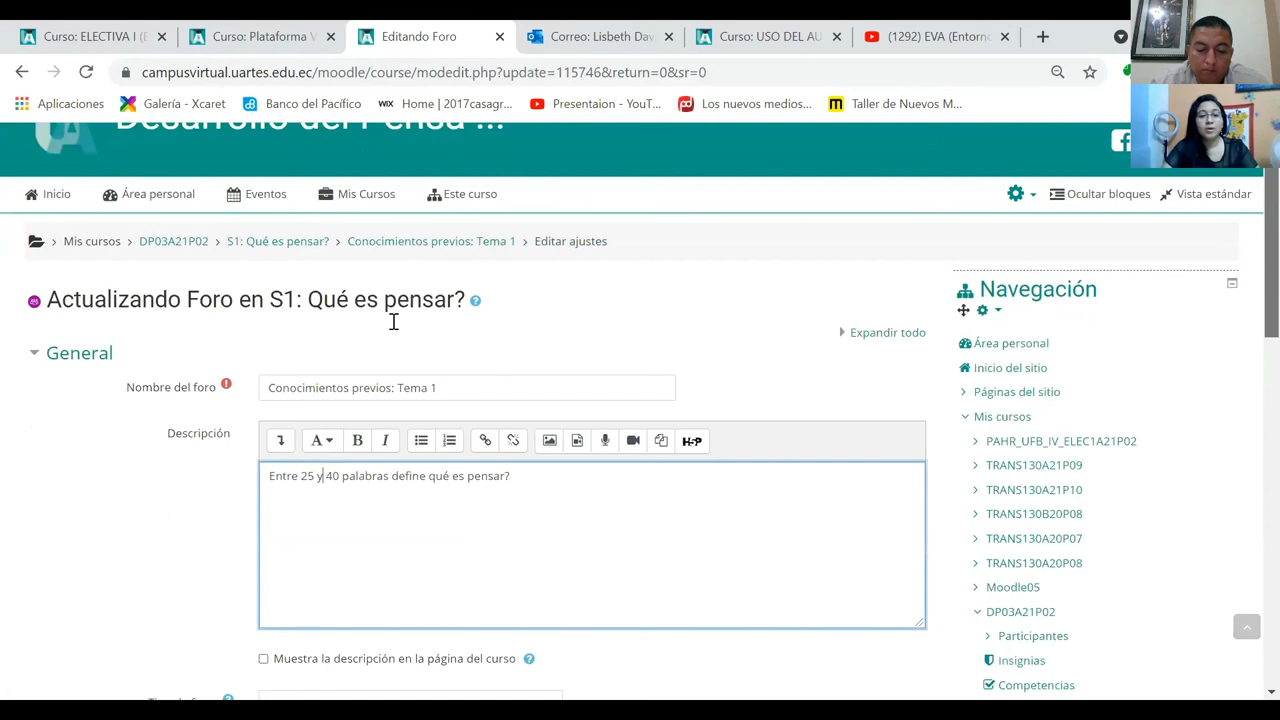 Curso: ELECTIVA I (E
Curso: Plataforma V
Editando Foro
Correo: Lisbeth Dav
Curso: USO DEL AU
(1292) EVA (Entorn
campusvirtual.uartes.edu.ec/moodle/course/modedit.php?update=115746&return=0&sr=0
Aplicaciones
Galería - Xcaret
Banco del Pacífico
WIX
Home | 2017casagr...
Presentaion - YouT...
Los nuevos medios...
Taller de Nuevos M...
Desarrollo del Pensa ...
Inicio
Área personal
Eventos
Mis Cursos
Este curso
Ocultar bloques
Vista estándar
Mis cursos > DP03A21P02 > S1: Qué es pensar? > Conocimientos previos: Tema 1 > Editar ajustes
Actualizando Foro en S1: Qué es pensar?
Expandir todo
General
Nombre del foro
Conocimientos previos: Tema 1
Descripción
A
B
I
H-P
Entre 25 y 40 palabras define qué es pensar?
Muestra la descripción en la página del curso
Navegación
Área personal
Inicio del sitio
Páginas del sitio
Mis cursos
PAHR_UFB_IV_ELEC1A21P02
TRANS130A21P09
TRANS130A21P10
TRANS130B20P08
TRANS130A20P07
TRANS130A20P08
Moodle05
DP03A21P02
Participantes
Insignias
Competencias